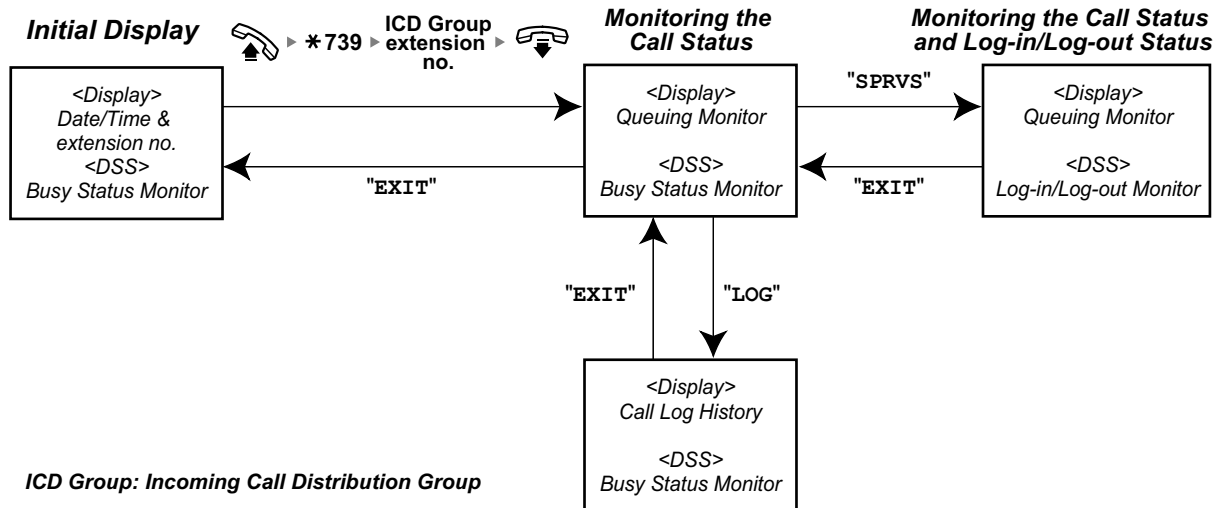 Initial Display
*739
ICD Group
extension
no.
Monitoring the
Call Status
Monitoring the Call Status
and Log-in/Log-out Status
<Display>
Date/Time &
extension no.
<DSS>
Busy Status Monitor
"EXIT"
<Display>
Queuing Monitor
<DSS>
Busy Status Monitor
"SPRVS"
"EXIT"
<Display>
Queuing Monitor
<DSS>
Log-in/Log-out Monitor
"EXIT"
"LOG"
<Display>
Call Log History
<DSS>
Busy Status Monitor
ICD Group: Incoming Call Distribution Group